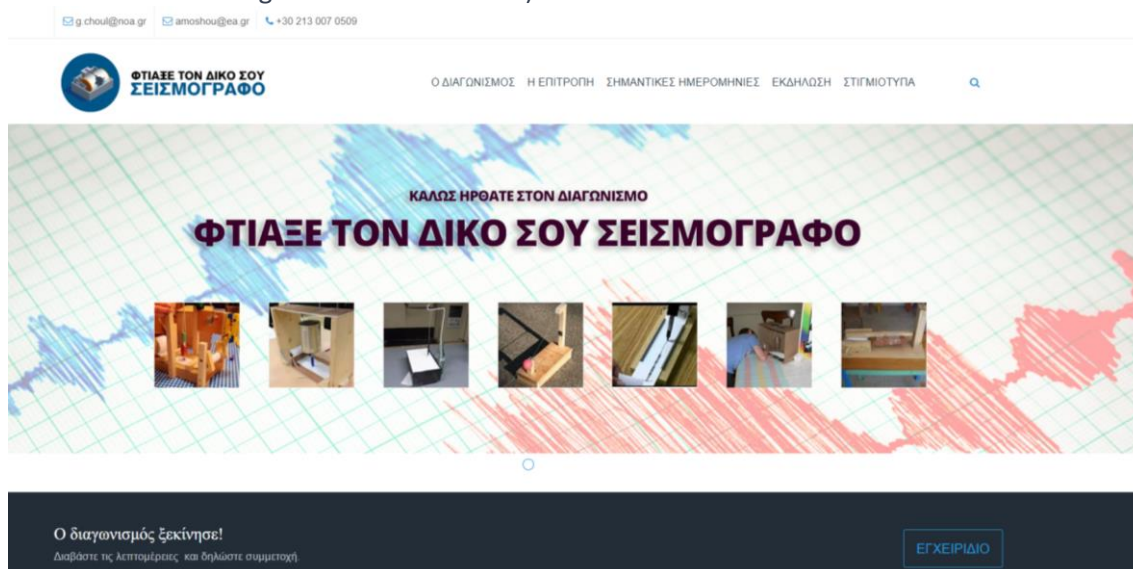 g.choul@noa.gr amoshou@ea.gr +30 213 007 0509
ΦΤΙΑΞΕ ΤΟΝ ΔΙΚΟ ΣΟΥ
ΣΕΙΣΜΟΓΡΑΦΟ
Ο ΔΙΑΓΩΝΙΣΜΟΣ Η ΕΠΙΤΡΟΠΗ ΣΗΜΑΝΤΙΚΕΣ ΗΜΕΡΟΜΗΝΙΕΣ ΕΚΔΗΛΩΣΗ ΣΤΙΓΜΙΟΤΥΠΑ
ΚΑΛΩΣ ΗΡΘΑΤΕ ΣΤΟΝ ΔΙΑΓΩΝΙΣΜΟ
ΦΤΙΑΞΕ ΤΟΝ ΔΙΚΟ ΣΟΥ ΣΕΙΣΜΟΓΡΑΦΟ
Ο διαγωνισμός ξεκίνησε!
Διαβάστε τις λεπτομέρειες και δηλώστε συμμετοχή.
ΕΓΧΕΙΡΙΔΙΟ